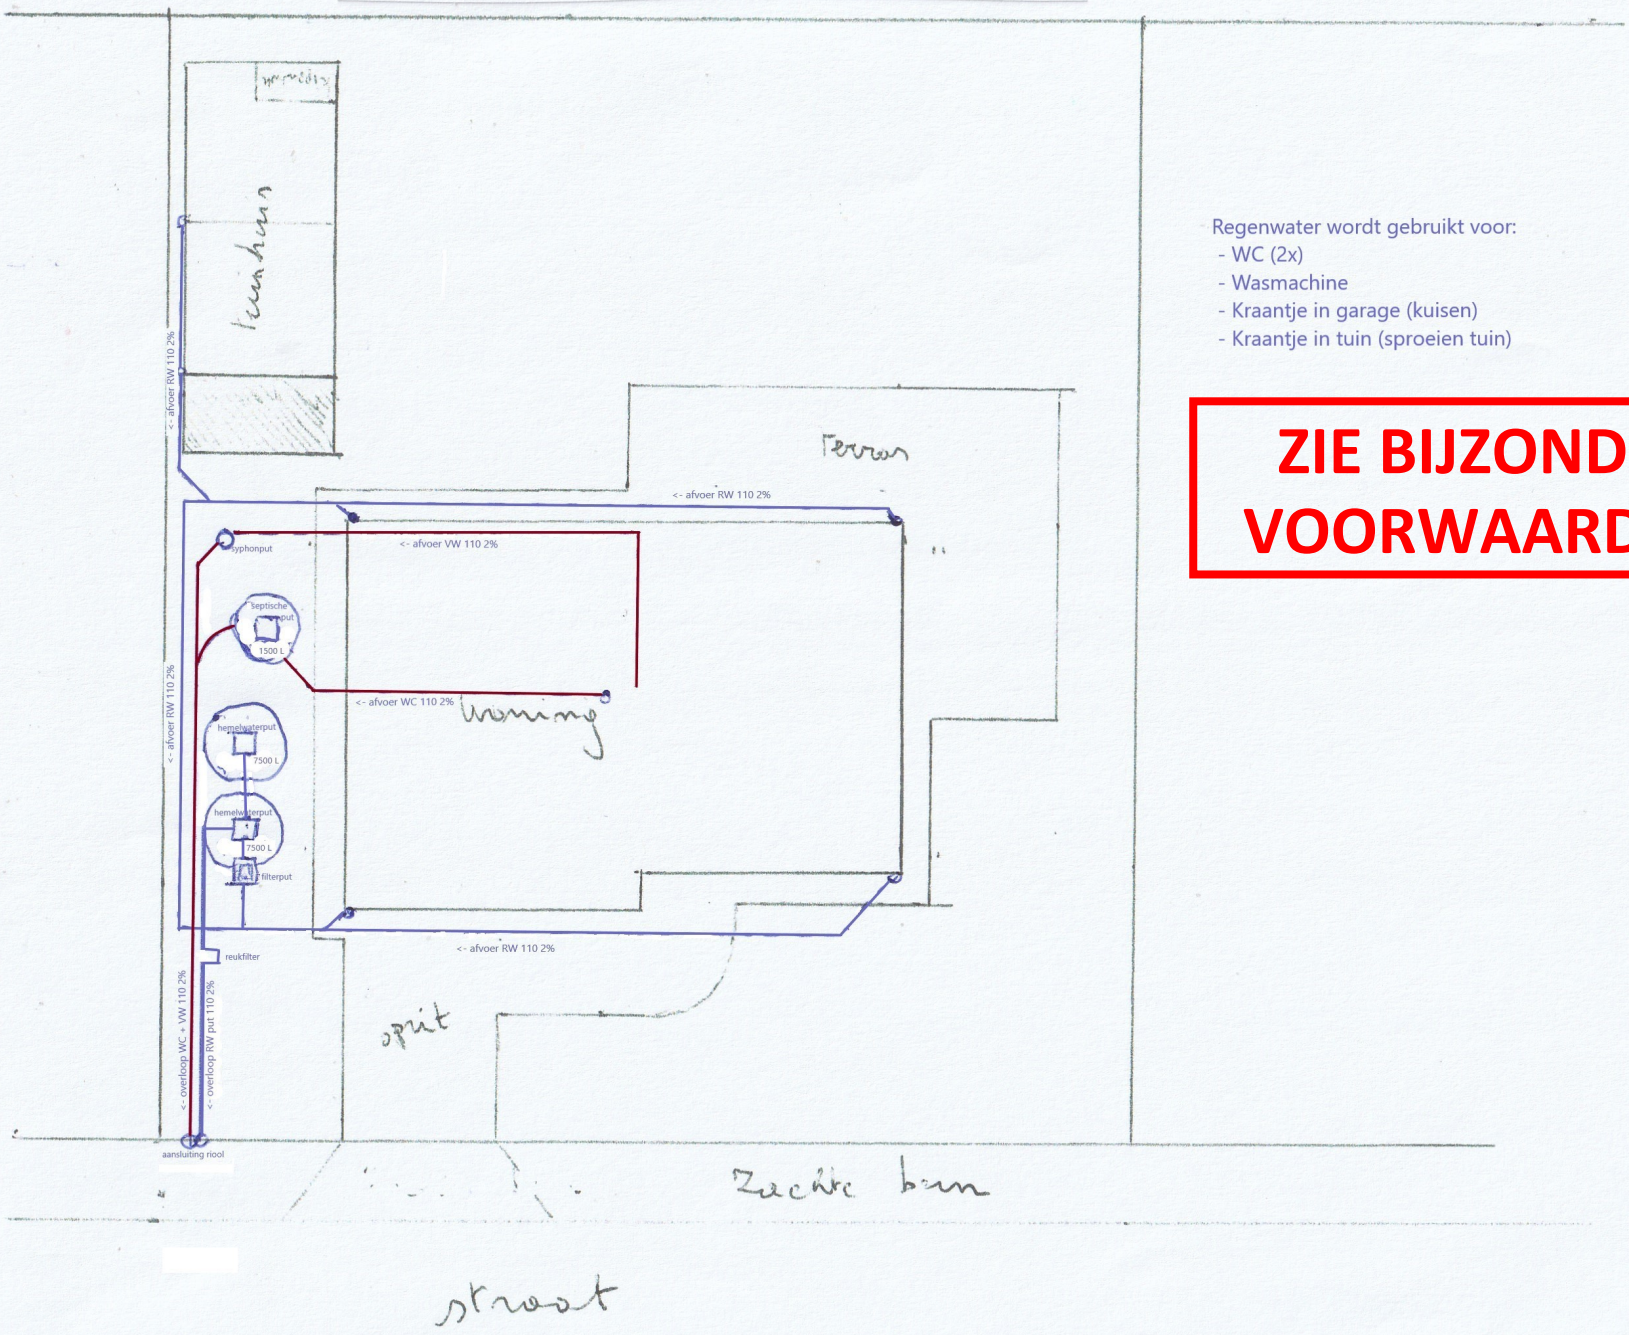 tuinhuis
<- afvoer RW 110 2%
Regenwater wordt gebruikt voor:
- WC (2x)
- Wasmachine
- Kraantje in garage (kuisen)
- Kraantje in tuin (sproeien tuin)
ZIE BIJZOND
VOORWAARD
Terras
<- afvoer RW 110 2%
syphonput
<- afvoer VW 110 2%
septische
put
1500 L
<- afvoer WC 110 2%
Woning
<- afvoer RW 110 2%
hemelwaterput
7500 L
hemelwaterput
7500 L
filterput
<- afvoer RW 110 2%
reukfilter
<- overloop WC + VW 110 2%
<- overloop RW put 110 2%
oprit
aansluiting riool
Zachte berm
straat